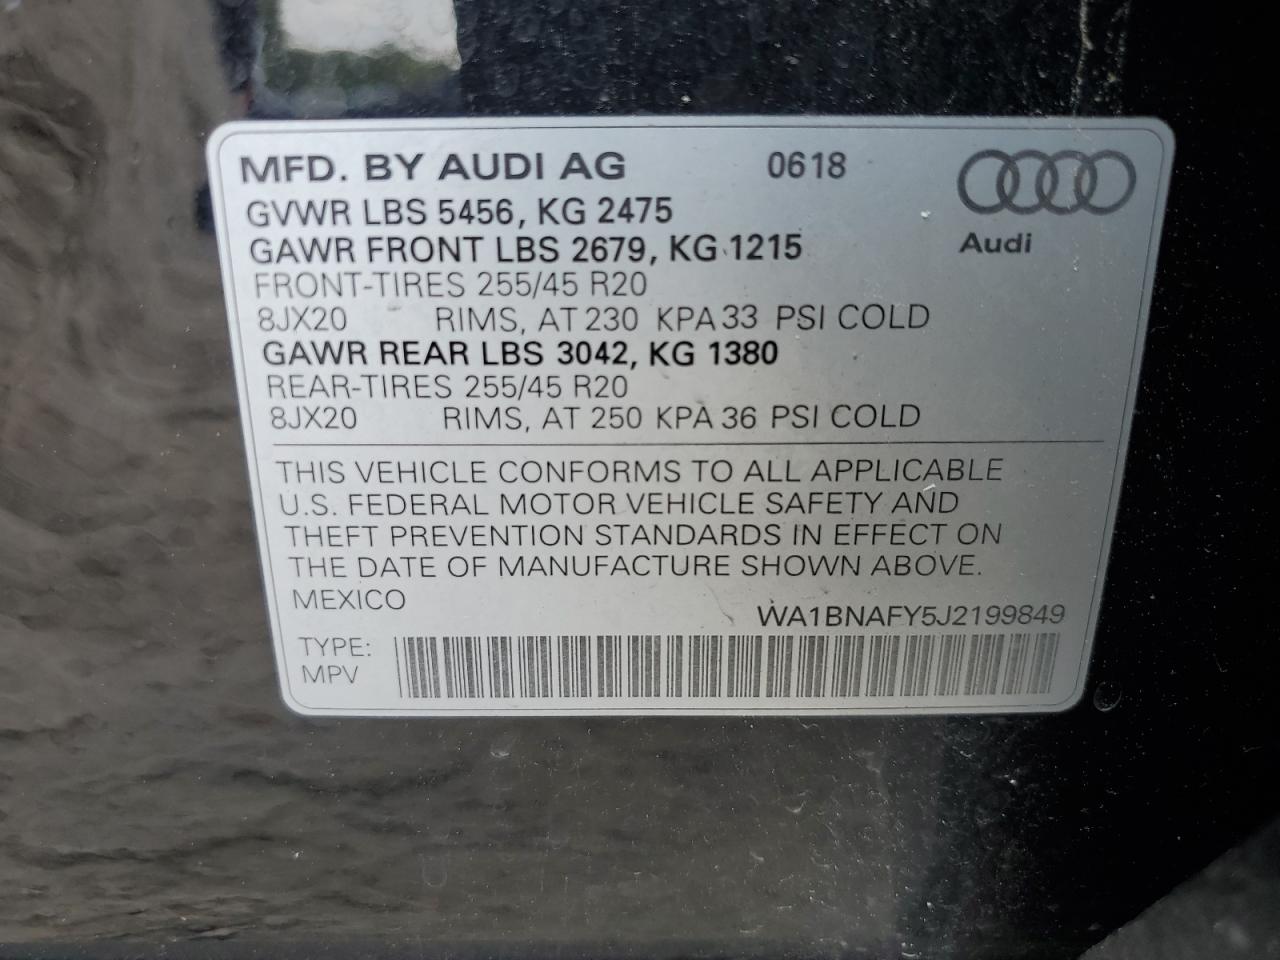 MFD. BY AUDI AG 0618
GVWR LBS 5456, KG 2475
GAWR FRONT LBS 2679, KG 1215
Audi
FRONT-TIRES 255/45 R20
8JX20 RIMS, AT 230 KPA 33 PSI COLD
GAWR REAR LBS 3042, KG 1380
REAR-TIRES 255/45 R20
8JX20 RIMS, AT 250 KPA 36 PSI COLD
THIS VEHICLE CONFORMS TO ALL APPLICABLE
U.S. FEDERAL MOTOR VEHICLE SAFETY AND
THEFT PREVENTION STANDARDS IN EFFECT ON
THE DATE OF MANUFACTURE SHOWN ABOVE.
MEXICO WA1BNAFY5J2199849
TYPE:
MPV